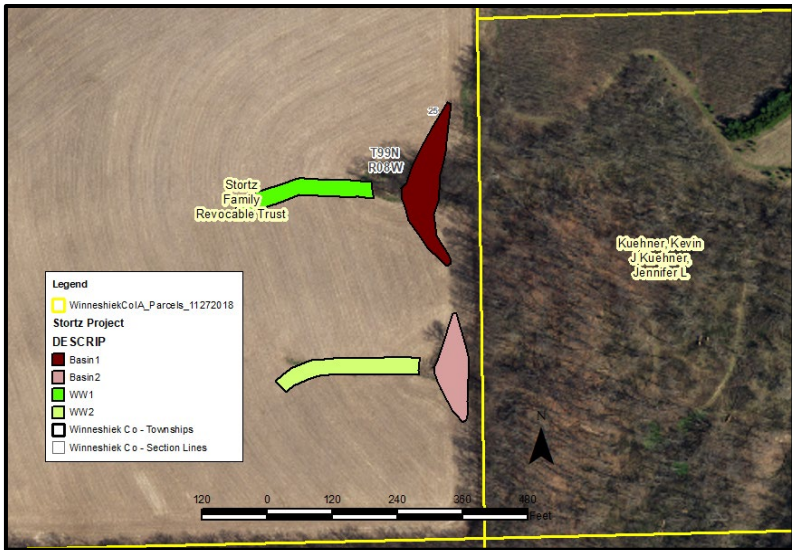 25
T99N
R08W
Stortz
Family
Revocable Trust
Kuehner, Kevin
J Kuehner,
Jennifer L
Legend
WinneshiekCoIA_Parcels_11272018
Stortz Project
DESCRIP
Basin1
Basin2
WW1
WW2
Winneshiek Co - Townships
Winneshiek Co - Section Lines
N
120 0 120 240 360 480
Feet